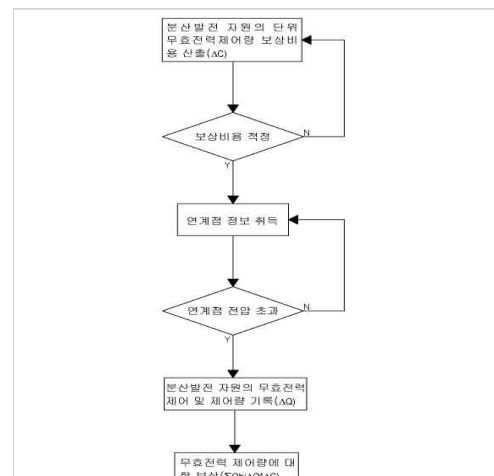 분산발전 자원의 단위
무효전력제어량 보상비
용 산출(ΔC)
보상비용 적정
N
Y
연계점 정보 취득
연계점 전압 초과
N
Y
분산발전 자원의 무효전력
제어 및 제어량 기록(ΔQ)
무효전력 제어량에 대
한 보상